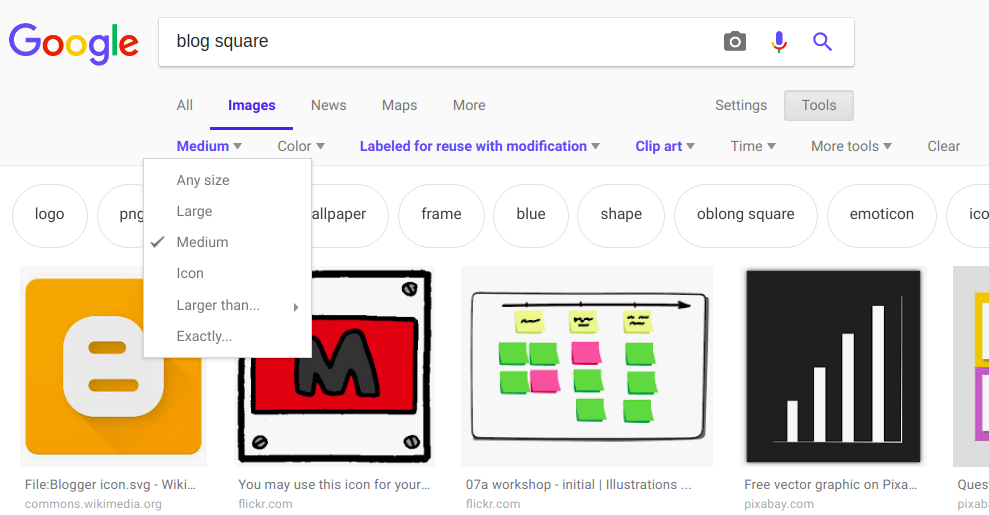 Google
blog square
All Images News Maps More Settings Tools
Medium Color Labeled for reuse with modification Clip art Time More tools Clear
Any size
Large
Medium
Icon
Larger than...
Exactly...
logo png allpaper frame blue shape oblong square emoticon ico
M
File:Blogger icon.svg - Wiki... You may use this icon for your... 07a workshop - initial | Illustrations ... Free vector graphic on Pixa... Ques
commons.wikimedia.org flickr.com flickr.com pixabay.com pixab